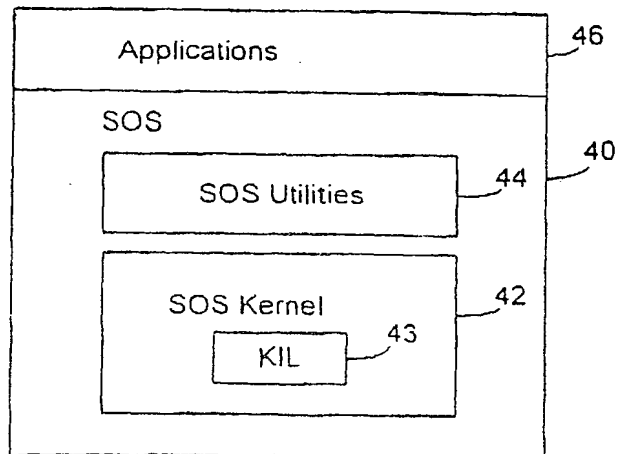 Applications
46
SOS
40
SOS Utilities
44
SOS Kernel
42
KIL
43